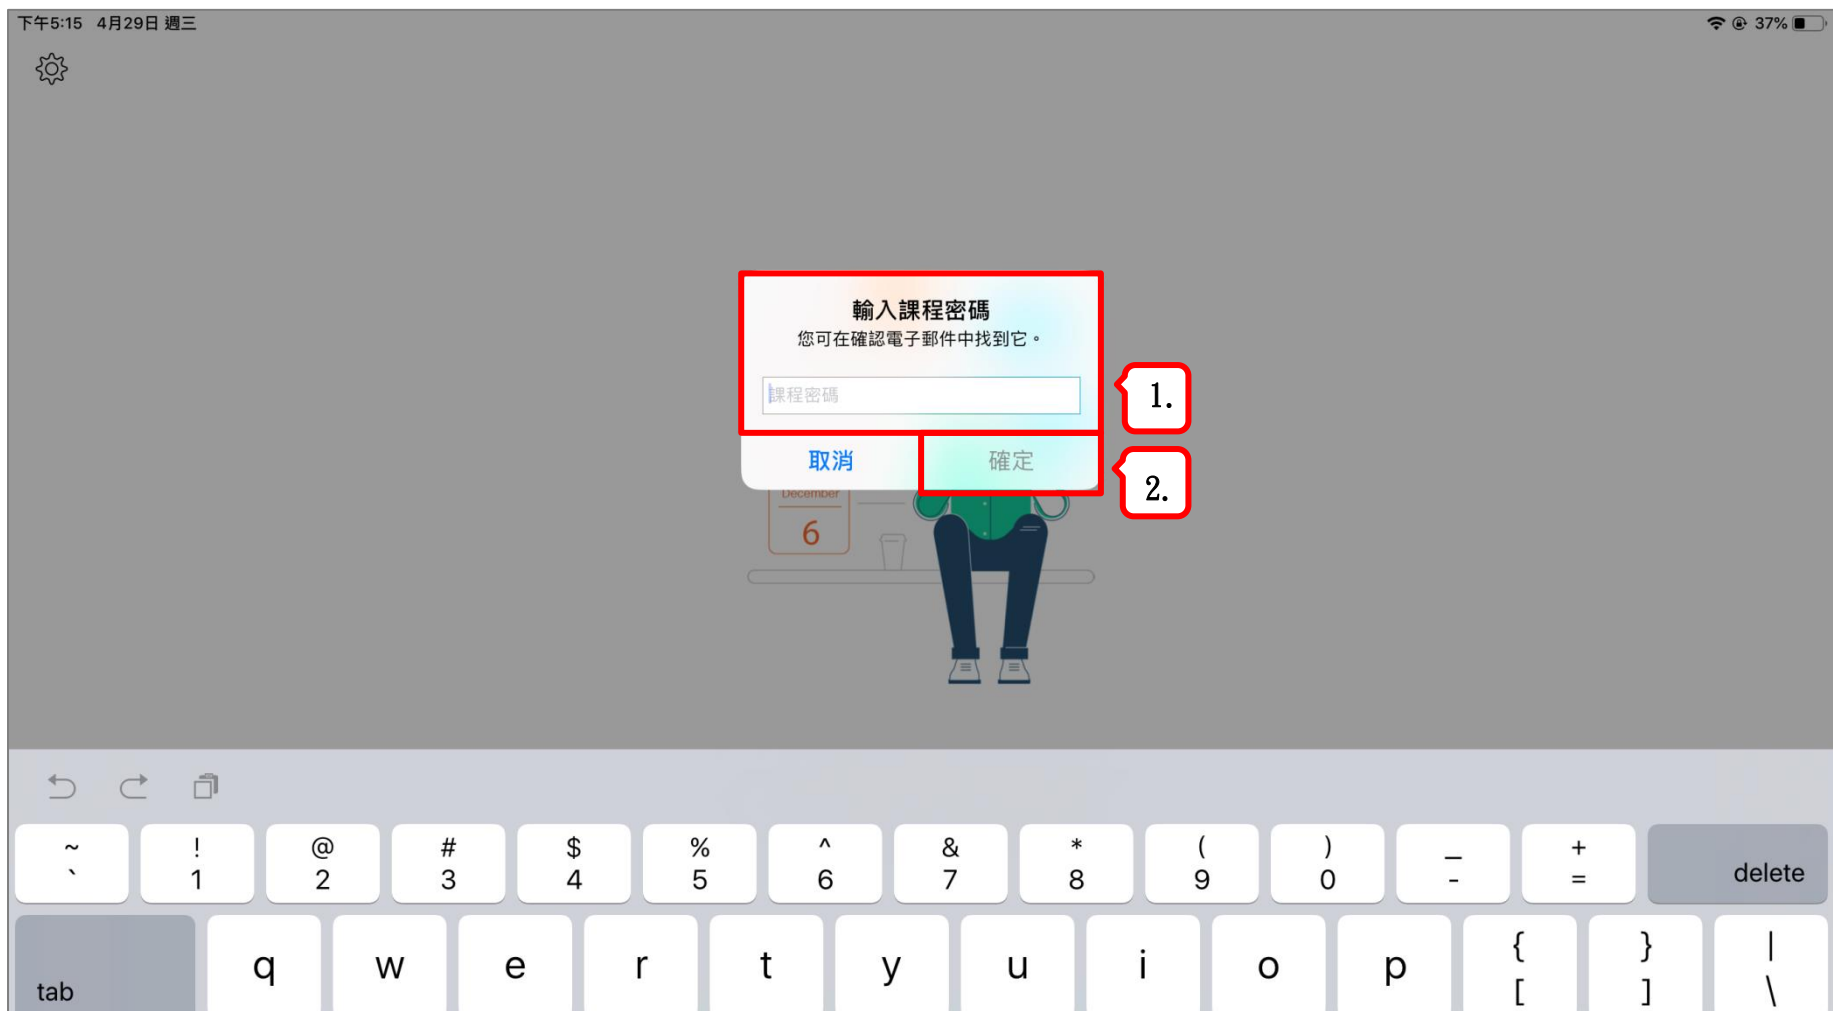 下午5:15 4月29日 週三
37%
輸入課程密碼
您可在確認電子郵件中找到它。
課程密碼
1.
取消 確定
2.
December
6
~ ! @ # $ % ^ & * ( ) _ +
` 1 2 3 4 5 6 7 8 9 0 - = delete
{ } |
tab q w e r t y u i o p [ ] \